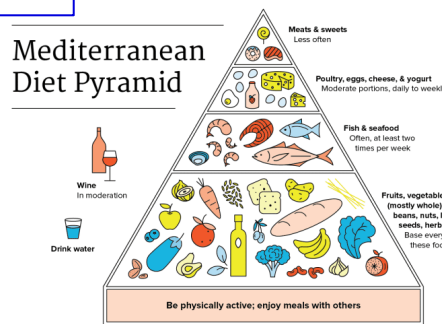 Mediterranean
Diet Pyramid
Meats & sweets
Less often
Poultry, eggs, cheese, & yogurt
Moderate portions, daily to weekl
Fish & seafood
Often, at least two
times per week
Wine
In moderation
Drink water
Fruits, vegetable
(mostly whole)
beans, nuts,
seeds, herb
Base every
these foo
Be physically active; enjoy meals with others